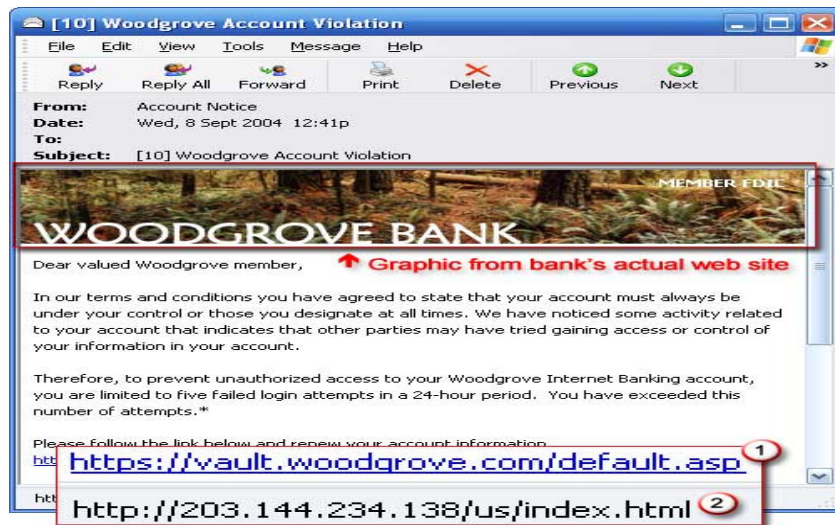 [10] Woodgrove Account Violation
File Edit View Tools Message Help
Reply Reply All Forward Print Delete Previous Next
From: Account Notice
Date: Wed, 8 Sept 2004 12:41p
To:
Subject: [10] Woodgrove Account Violation
MEMBER FDIC
WOODGROVE BANK
Dear valued Woodgrove member,
Graphic from bank's actual web site
In our terms and conditions you have agreed to state that your account must always be
under your control or those you designate at all times. We have noticed some activity related
to your account that indicates that other parties may have tried gaining access or control of
your information in your account.
Therefore, to prevent unauthorized access to your Woodgrove Internet Banking account,
you are limited to five failed login attempts in a 24-hour period. You have exceeded this
number of attempts.*
Please follow the link below and renew your account information
https://vault.woodgrove.com/default.asp 1
http://203.144.234.138/us/index.html 2